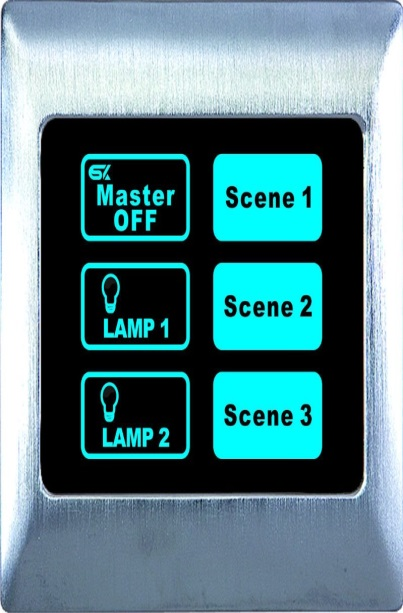 Master
OFF
Scene 1
LAMP 1
Scene 2
LAMP 2
Scene 3